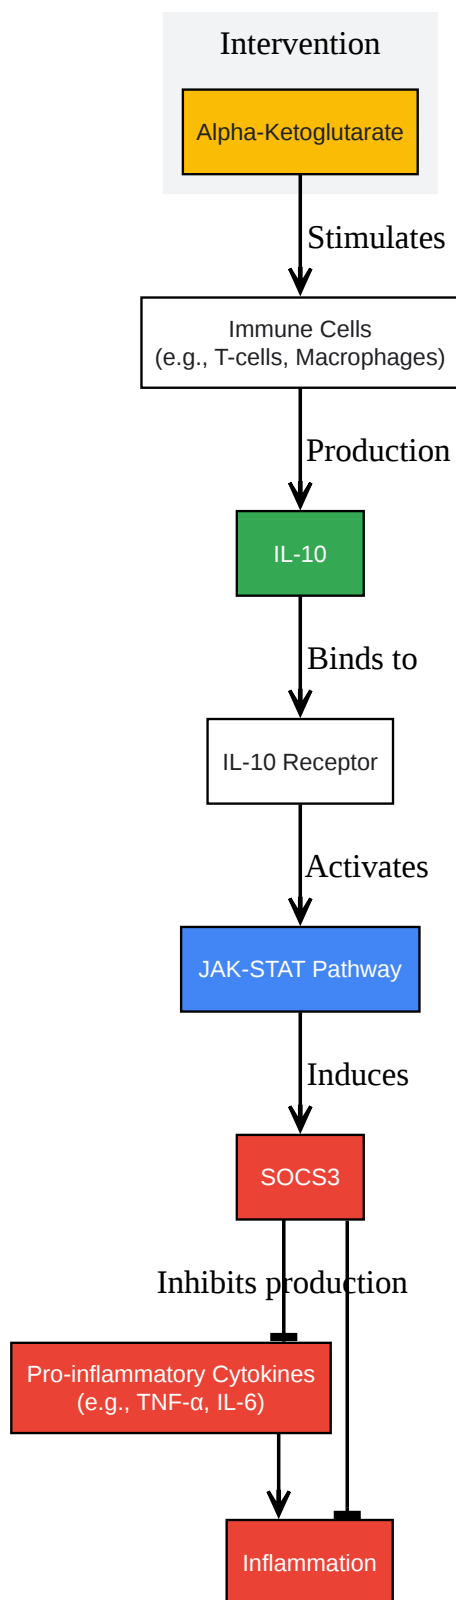 Intervention
Alpha-Ketoglutarate
Stimulates
Immune Cells
(e.g., T-cells, Macrophages)
Production
IL-10
Binds to
IL-10 Receptor
Activates
JAK-STAT Pathway
Induces
SOCS3
Inhibits production
Pro-inflammatory Cytokines
(e.g., TNF-α, IL-6)
Inflammation